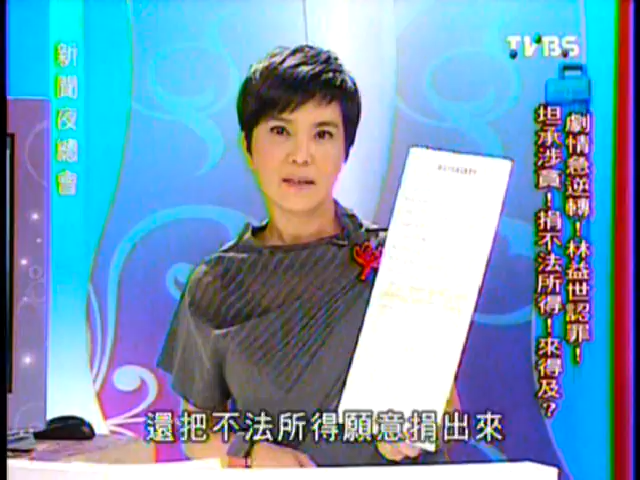 TVBS
新聞夜總會
劇情急逆轉！林益世認罪！
坦承涉貪！捐不法所得！來得及？
還把不法所得願意捐出來